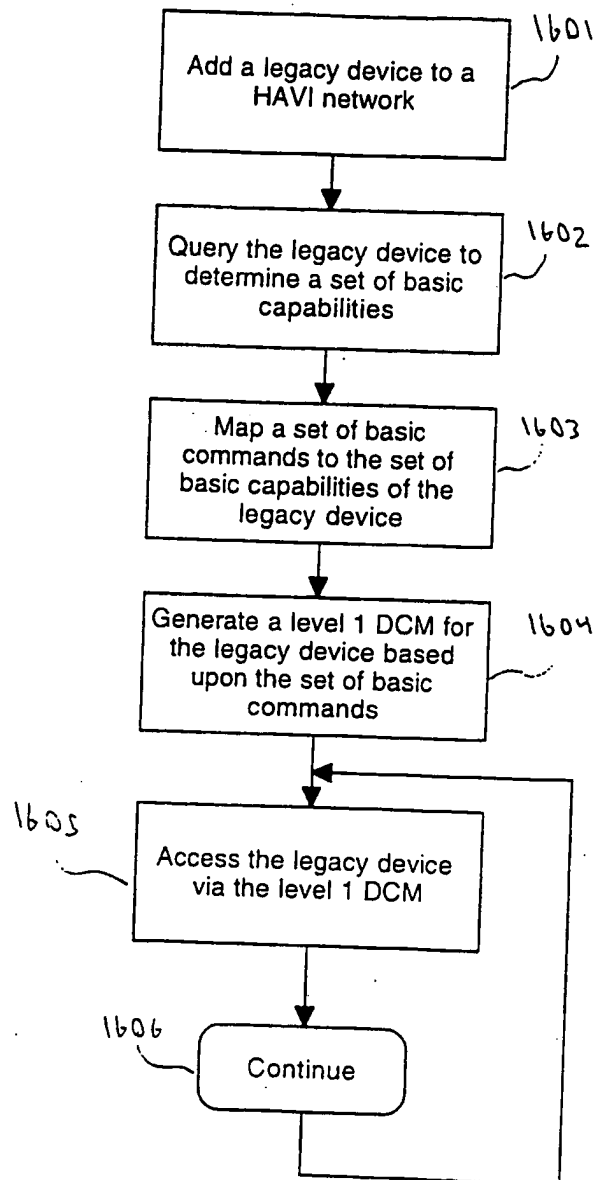 1601
Add a legacy device to a
HAVI network
1602
Query the legacy device to
determine a set of basic
capabilities
1603
Map a set of basic
commands to the set of
basic capabilities of the
legacy device
1604
Generate a level 1 DCM for
the legacy device based
upon the set of basic
commands
1605
Access the legacy device
via the level 1 DCM
1606
Continue